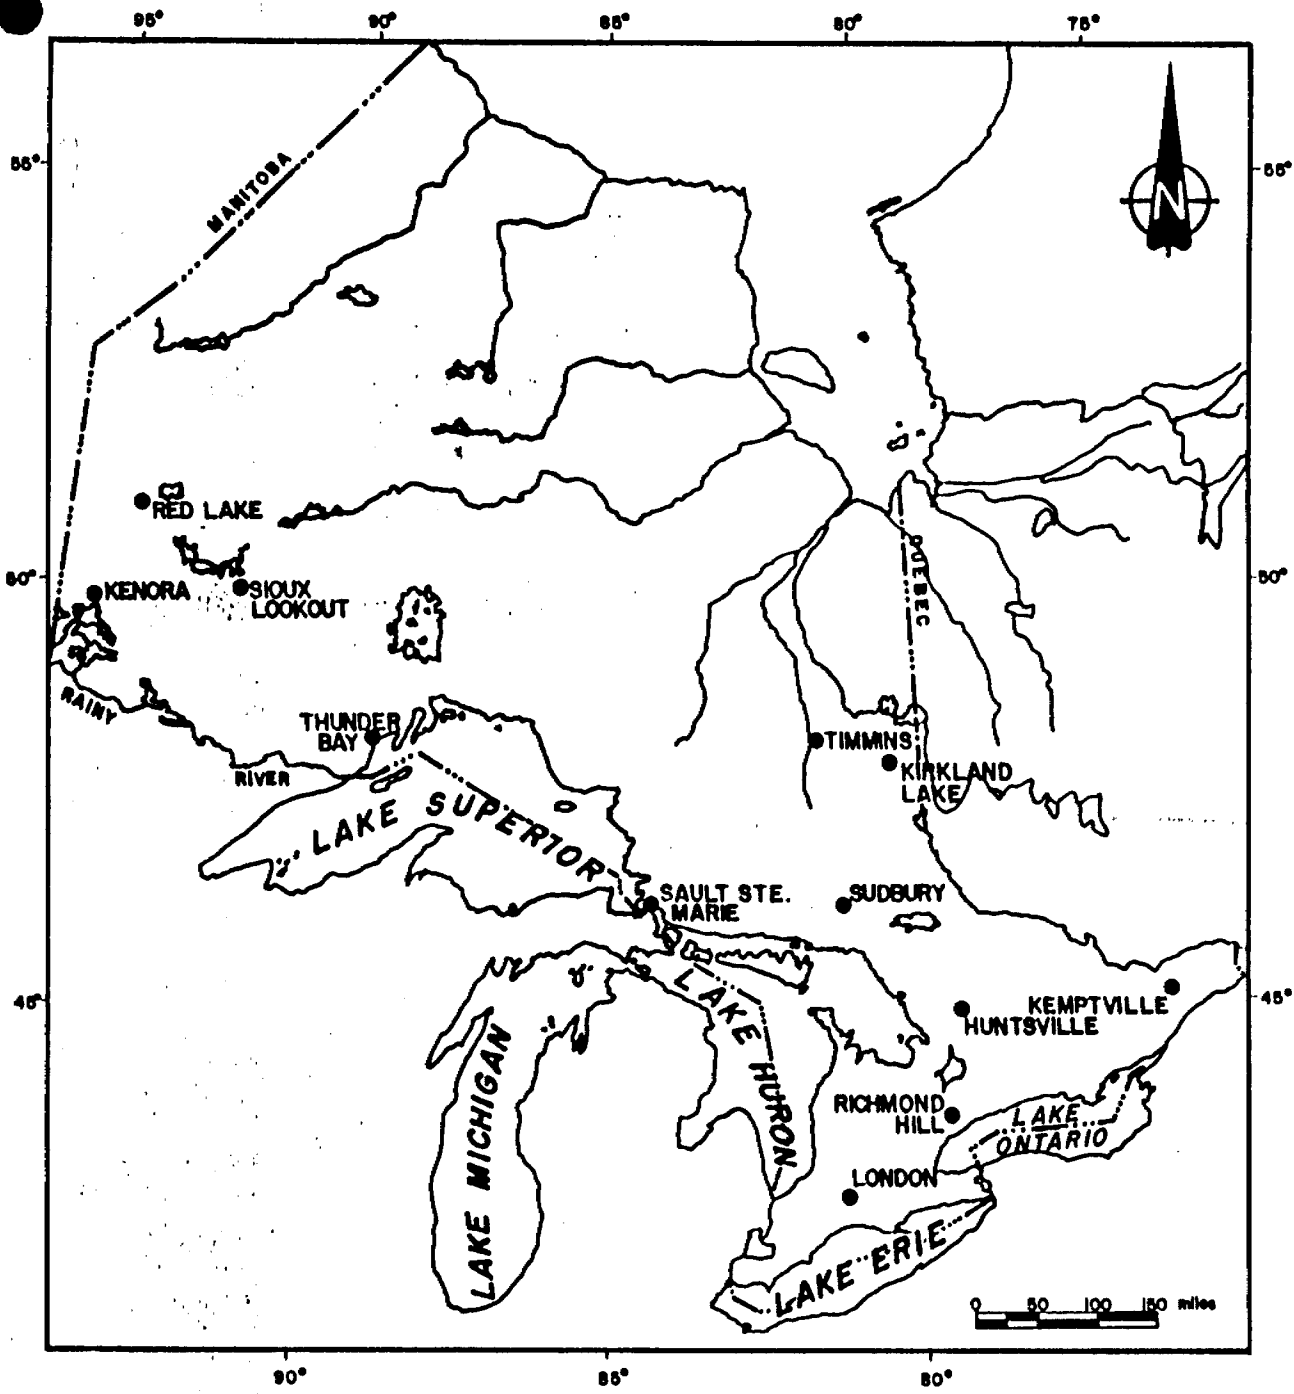 95° 90° 85° 80° 75°
55° 55°
MANITOBA
N
RED LAKE
50° 50°
KENORA
SIOUX
LOOKOUT
QUEBEC
RAINY
RIVER
THUNDER
BAY
TIMMINS
KIRKLAND
LAKE
LAKE SUPERIOR
SAULT STE.
MARIE
SUDBURY
45° 45°
KEMPTVILLE
HUNTSVILLE
LAKE HURON
LAKE MICHIGAN
RICHMOND
HILL
LAKE
ONTARIO
LONDON
LAKE ERIE
0 50 100 150 miles
90° 85° 80°